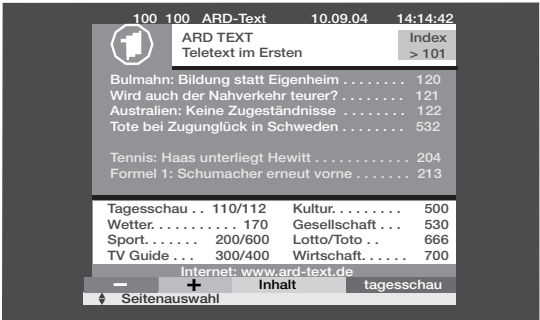 100 100 ARD-Text 10.09.04 14:14:42
ARD TEXT Index
Teletext im Ersten > 101
Bulmahn: Bildung statt Eigenheim . . . . . . . . 120
Wird auch der Nahverkehr teurer? . . . . . . . . 121
Australien: Keine Zugeständnisse . . . . . . . . 122
Tote bei Zugunglück in Schweden . . . . . . . . 532
Tennis: Haas unterliegt Hewitt . . . . . . . . . . . . 204
Formel 1: Schumacher erneut vorne . . . . . . . 213
Tagesschau . . 110/112 Kultur. . . . . . . . . 500
Wetter. . . . . . . . . . . 170 Gesellschaft . . . 530
Sport. . . . . . . 200/600 Lotto/Toto . . 666
TV Guide . . . 300/400 Wirtschaft. . . . . . 700
Internet: www.ard-text.de
− + Inhalt tagesschau
Seitenauswahl